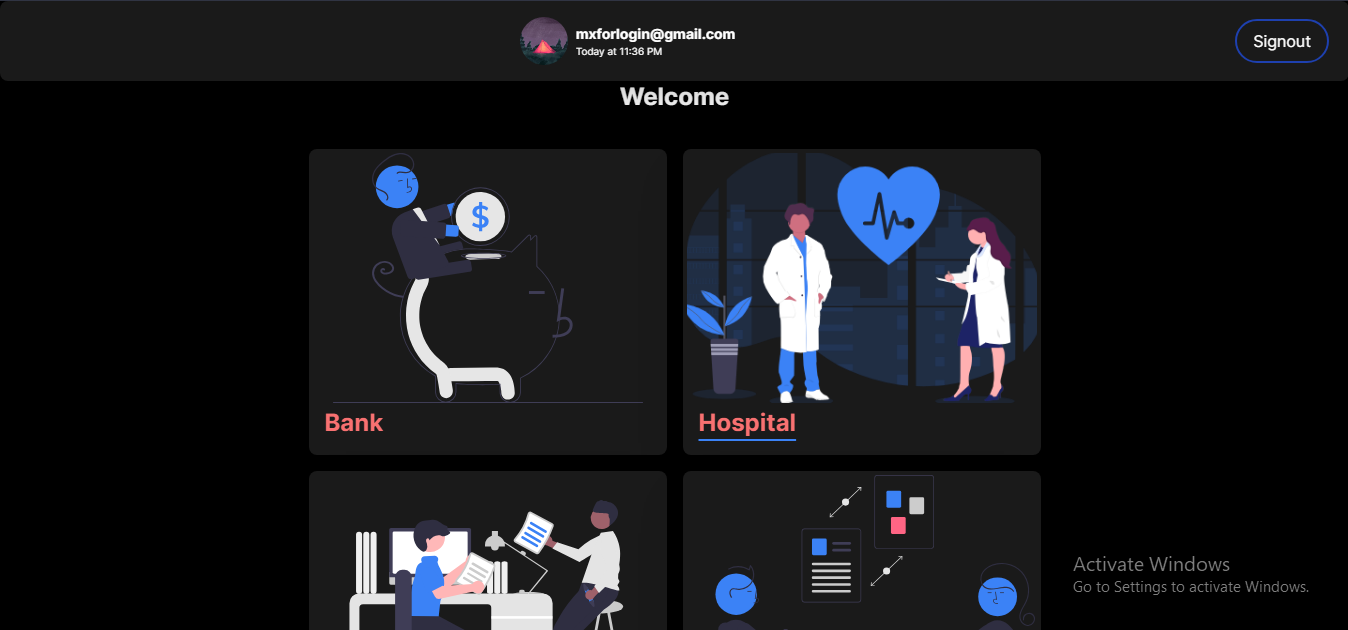 mxforlogin@gmail.com
Today at 11:36 PM
Signout
Welcome
$
Bank
Hospital
Activate Windows
Go to Settings to activate Windows.